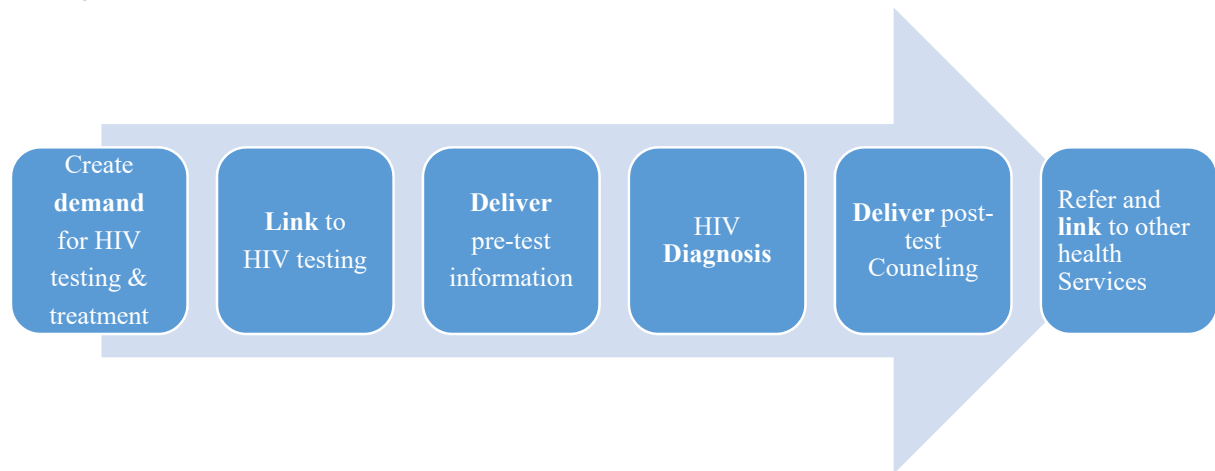 Create
demand
for HIV
testing &
treatment
Link to
HIV testing
Deliver
pre-test
information
HIV
Diagnosis
Deliver post-
test
Couneling
Refer and
link to other
health
Services